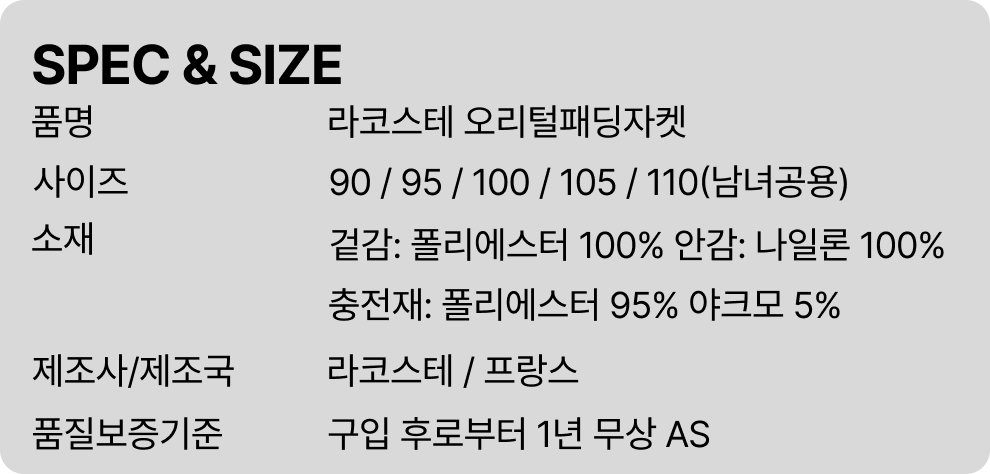 SPEC & SIZE
품명 라코스테 오리털패딩자켓
사이즈 90 / 95 / 100 / 105 / 110(남녀공용)
소재 겉감: 폴리에스터 100% 안감: 나일론 100%
충전재: 폴리에스터 95% 야크모 5%
제조사/제조국 라코스테 / 프랑스
품질보증기준 구입 후로부터 1년 무상 AS